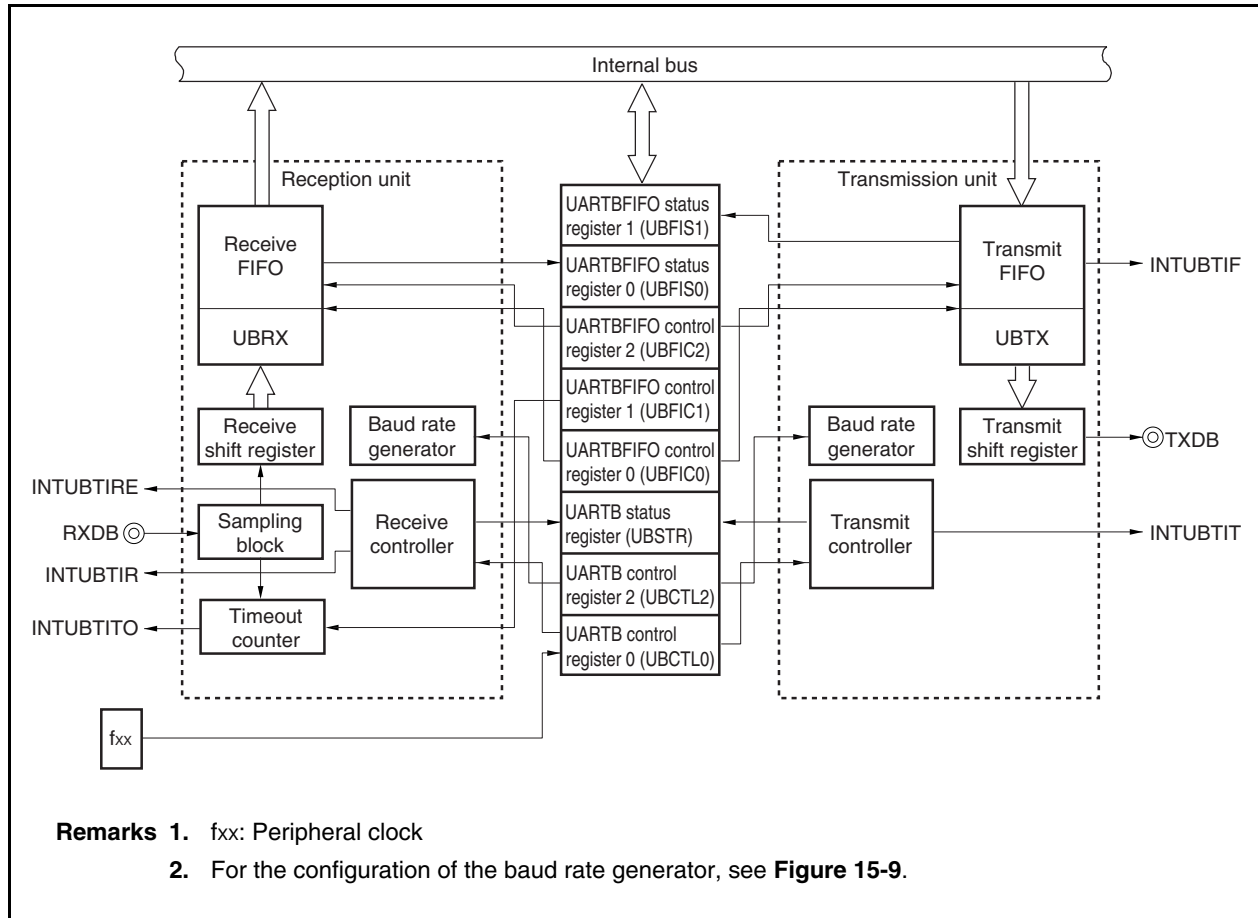 Internal bus
Reception unit
Receive
FIFO
UBRX
Receive
shift register
Baud rate
generator
INTUBTIRE
RXDB
Sampling
block
Receive
controller
INTUBTIR
INTUBTITO
Timeout
counter
fxx
UARTBFIFO status
register 1 (UBFIS1)
UARTBFIFO status
register 0 (UBFIS0)
UARTBFIFO control
register 2 (UBFIC2)
UARTBFIFO control
register 1 (UBFIC1)
UARTBFIFO control
register 0 (UBFIC0)
UARTB status
register (UBSTR)
UARTB control
register 2 (UBCTL2)
UARTB control
register 0 (UBCTL0)
Transmission unit
Transmit
FIFO
INTUBTIF
UBTX
Baud rate
generator
Transmit
shift register
TXDB
Transmit
controller
INTUBTIT
Remarks 1. fxx: Peripheral clock
2. For the configuration of the baud rate generator, see Figure 15-9.